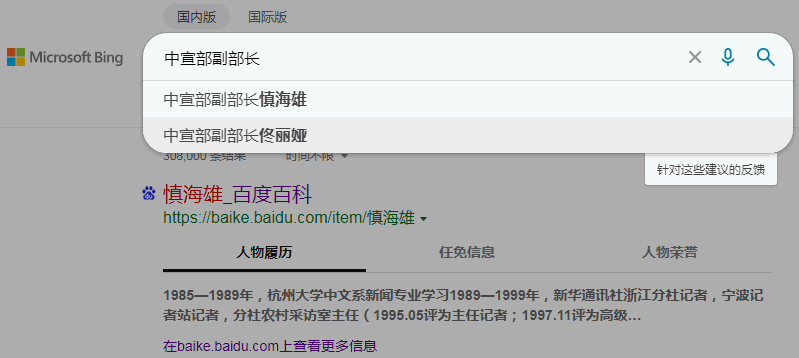 国内版 国际版
Microsoft Bing
中宣部副部长
中宣部副部长慎海雄
中宣部副部长佟丽娅
308,000 条结果 时间不限
针对这些建议的反馈
慎海雄_百度百科
https://baike.baidu.com/item/慎海雄
人物履历 任免信息 人物荣誉
1985—1989年，杭州大学中文系新闻专业学习1989—1999年，新华通讯社浙江分社记者，宁波记
者站记者，分社农村采访室主任（1995.05评为主任记者；1997.11评为高级...
在baike.baidu.com上查看更多信息